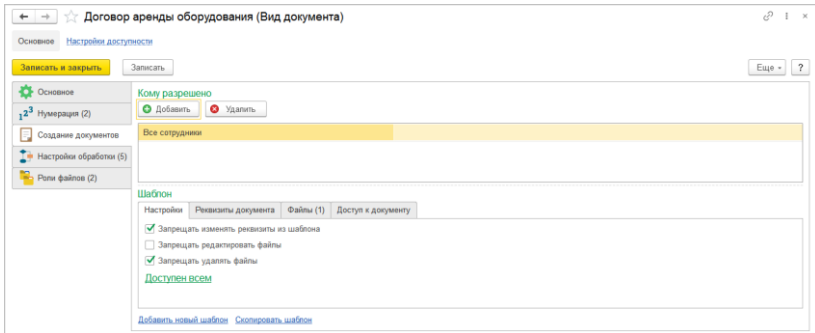 Договор аренды оборудования (Вид документа)
Основное Настройки доступности
Записать и закрыть Записать Еще ?
Основное
Нумерация (2)
Создание документов
Настройки обработки (5)
Роли файлов (2)
Кому разрешено
Добавить Удалить
Все сотрудники
Шаблон
Настройки Реквизиты документа Файлы (1) Доступ к документу
Запрещать изменять реквизиты из шаблона
Запрещать редактировать файлы
Запрещать удалять файлы
Доступен всем
Добавить новый шаблон Скопировать шаблон